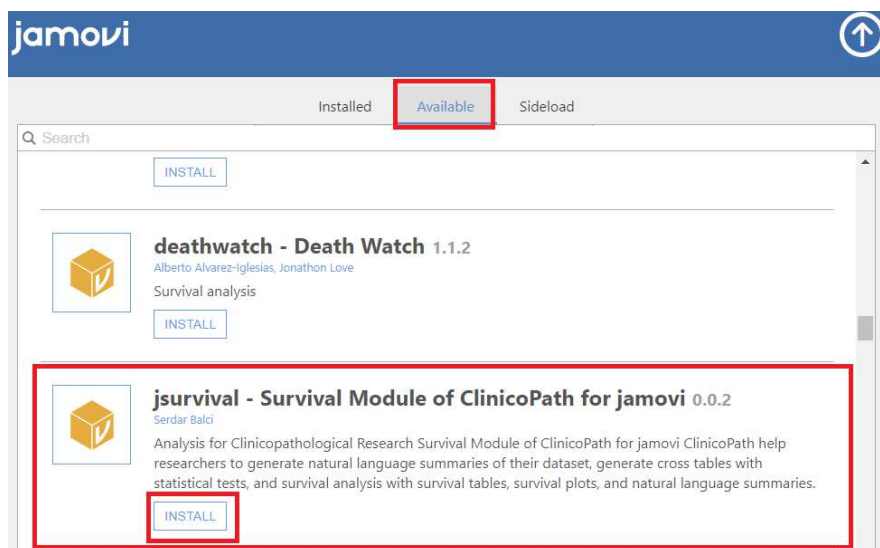 jamovi
Installed Available Sideload
Search
INSTALL
deathwatch - Death Watch 1.1.2
Alberto Alvarez-Iglesias, Jonathon Love
Survival analysis
INSTALL
jsurvival - Survival Module of ClinicoPath for jamovi 0.0.2
Serdar Balci
Analysis for Clinicopathological Research Survival Module of ClinicoPath for jamovi ClinicoPath help
researchers to generate natural language summaries of their dataset, generate cross tables with
statistical tests, and survival analysis with survival tables, survival plots, and natural language summaries.
INSTALL